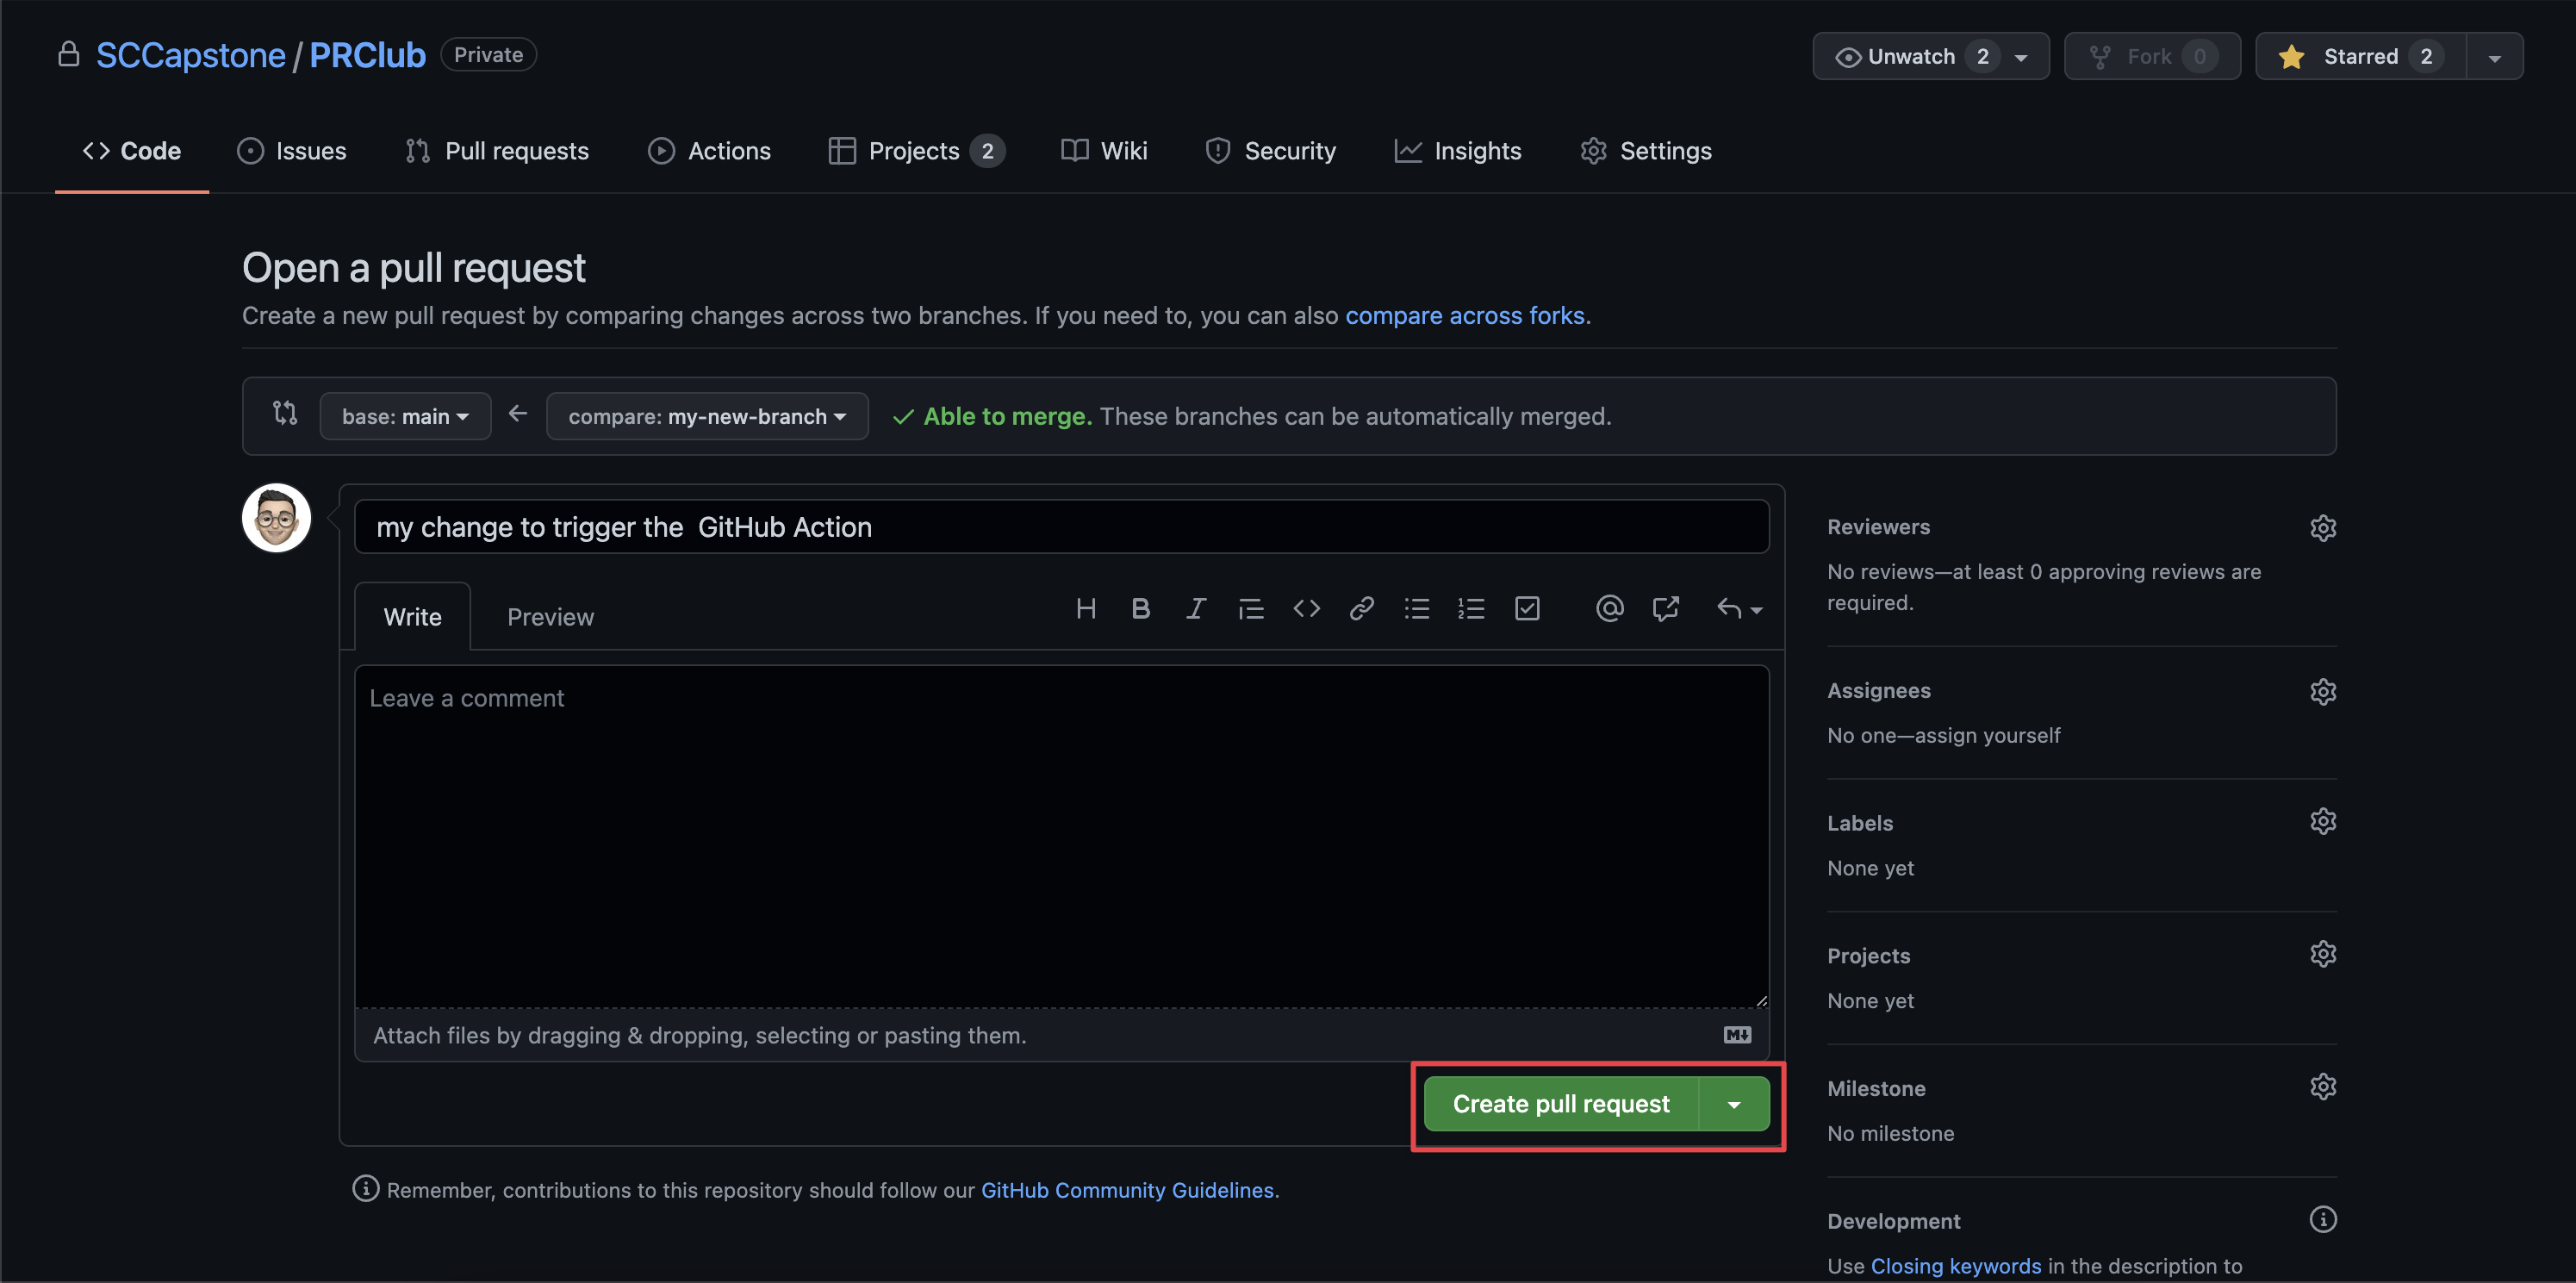 SCCapstone / PRClub Private
Unwatch 2
Fork 0
Starred 2
Code Issues Pull requests Actions Projects 2 Wiki Security Insights Settings
Open a pull request
Create a new pull request by comparing changes across two branches. If you need to, you can also compare across forks.
base: main compare: my-new-branch Able to merge. These branches can be automatically merged.
my change to trigger the  GitHub Action
Write Preview
Leave a comment
Attach files by dragging & dropping, selecting or pasting them.
Create pull request
Remember, contributions to this repository should follow our GitHub Community Guidelines.
Reviewers
No reviews—at least 0 approving reviews are
required.
Assignees
No one—assign yourself
Labels
None yet
Projects
None yet
Milestone
No milestone
Development
Use Closing keywords in the description to